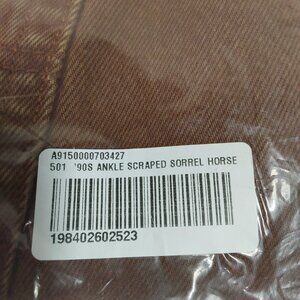 A9150000703427
501 '90S ANKLE SCRAPED SORREL HORSE
198402602523